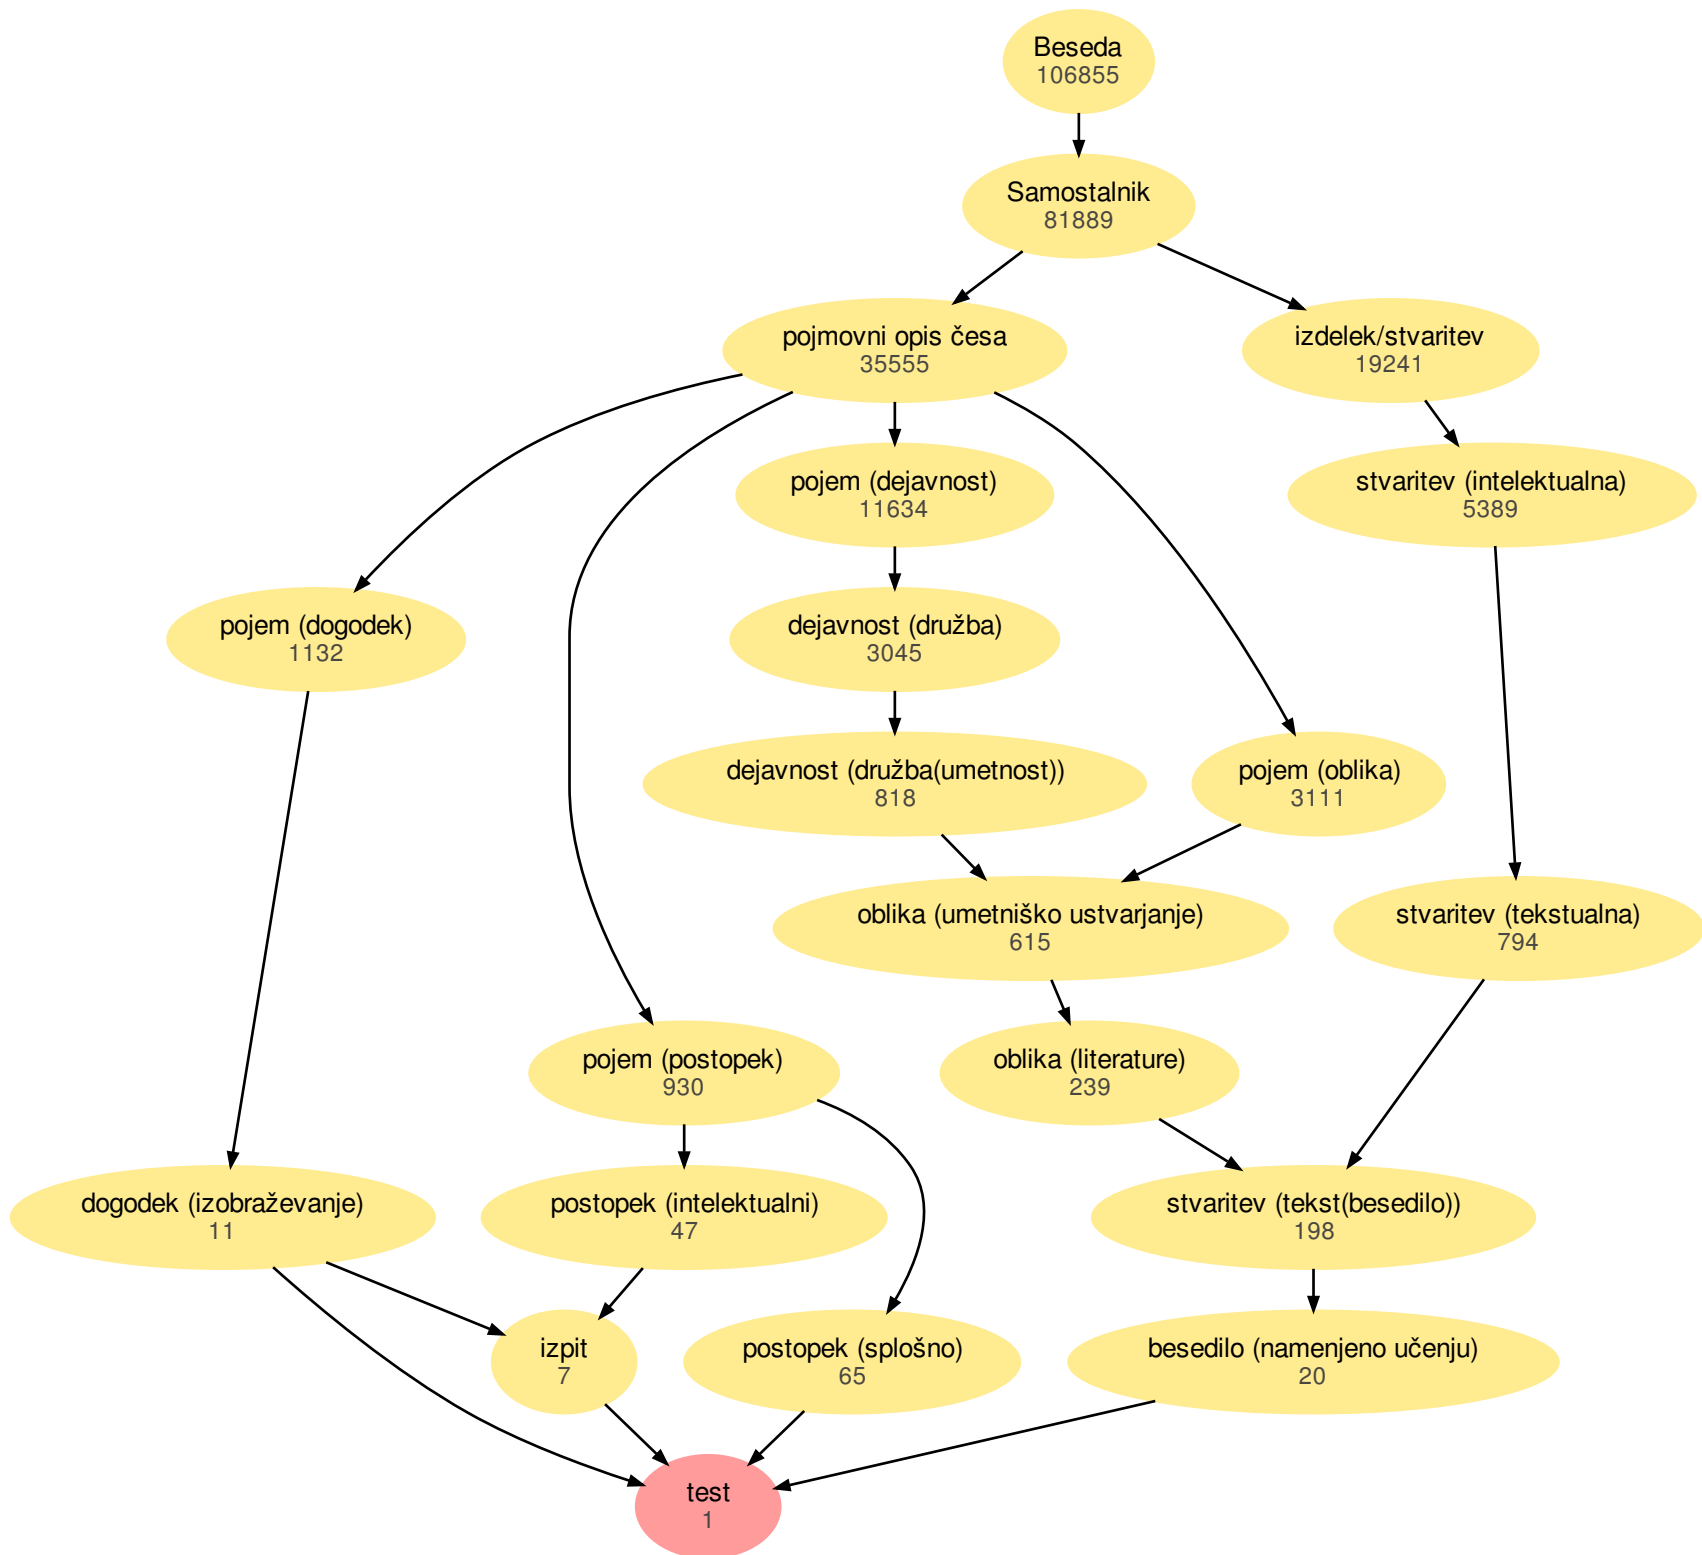 Beseda
106855
Samostalnik
81889
pojmovni opis česa
35555
izdelek/stvaritev
19241
pojem (dejavnost)
11634
stvaritev (intelektualna)
5389
pojem (dogodek)
1132
dejavnost (družba)
3045
dejavnost (družba(umetnost))
818
pojem (oblika)
3111
oblika (umetniško ustvarjanje)
615
stvaritev (tekstualna)
794
pojem (postopek)
930
oblika (literature)
239
dogodek (izobraževanje)
11
postopek (intelektualni)
47
stvaritev (tekst(besedilo))
198
izpit
7
postopek (splošno)
65
besedilo (namenjeno učenju)
20
test
1